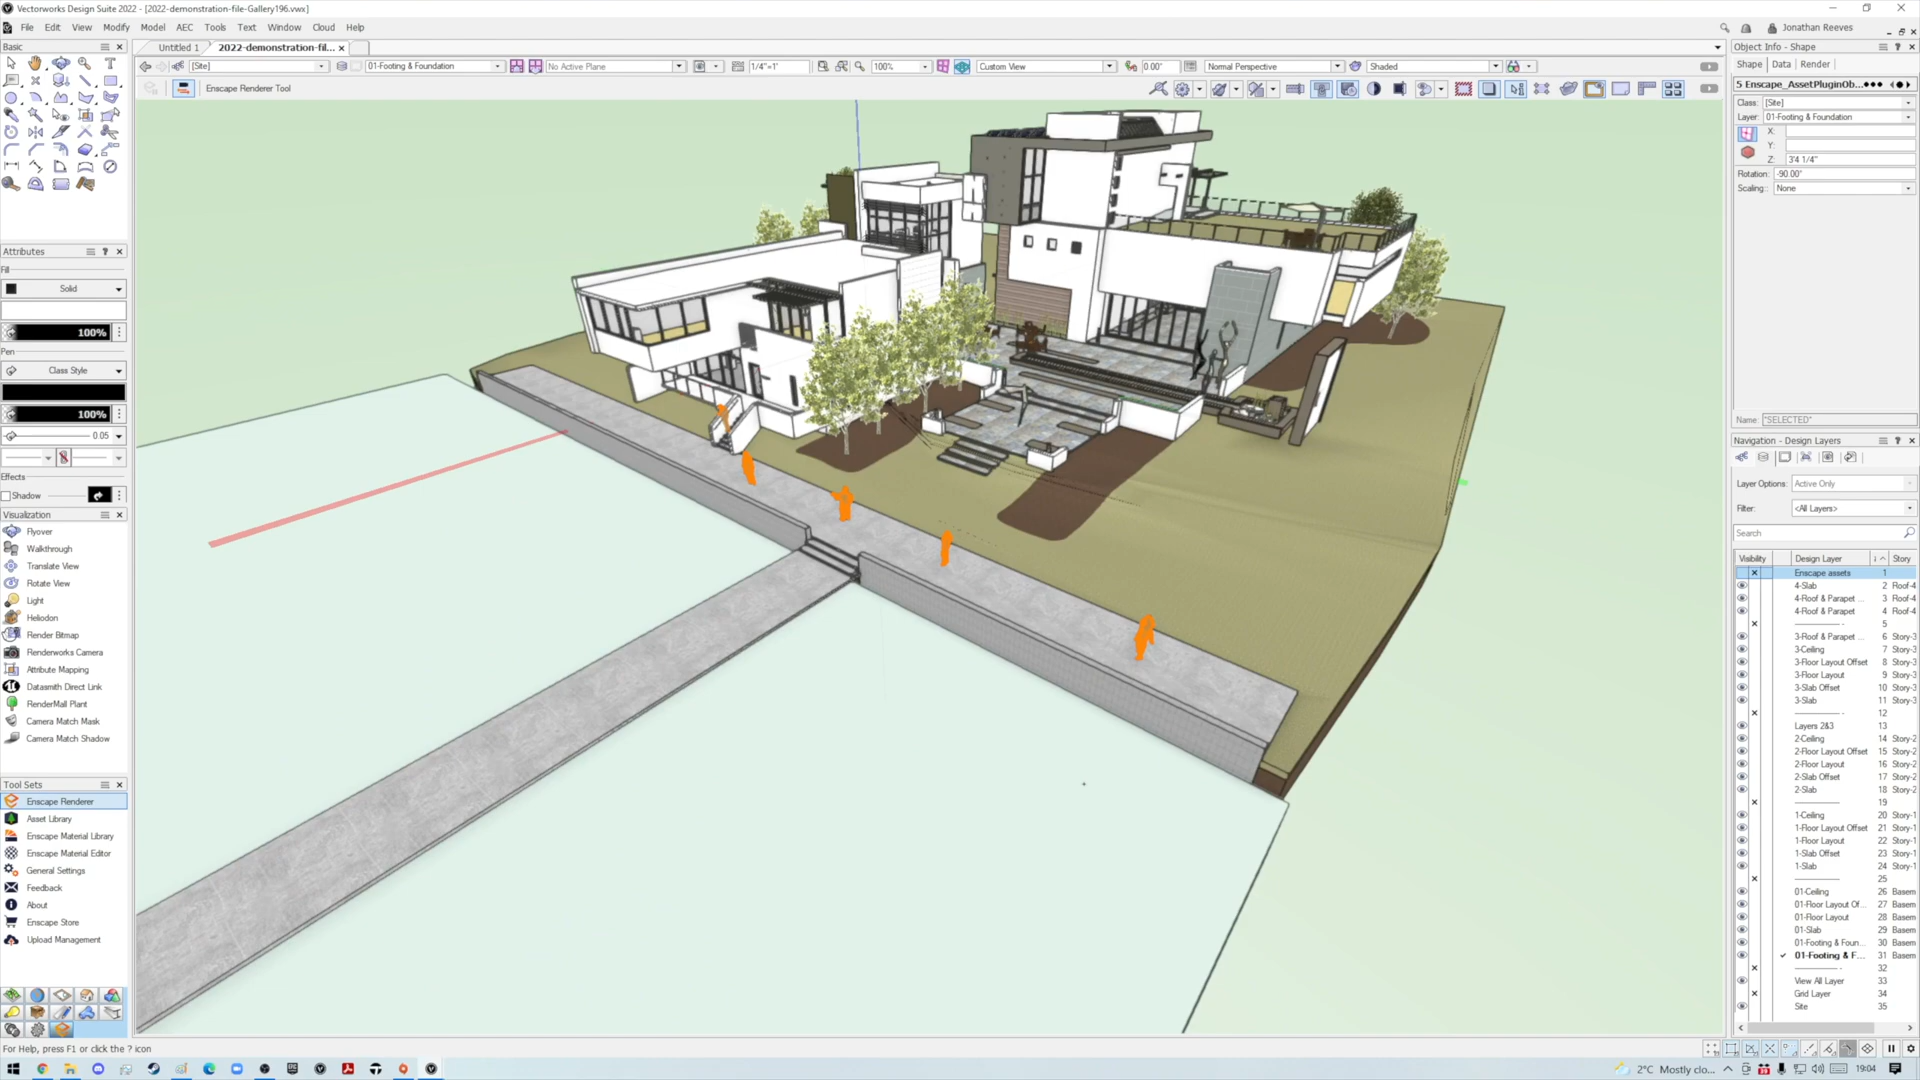 Vectorworks Design Suite 2022 - [2022-demonstration-file-Gallery196.vwx]
File Edit View Modify Model AEC Tools Text Window Cloud Help
Jonathan Reeves
Basic
Untitled 1
2022-demonstration-fil...
[Site]
01-Footing & Foundation
No Active Plane
1/4"=1'
100%
Custom View
0.00°
Normal Perspective
Shaded
Enscape Renderer Tool
Attributes
Fill
Solid
100%
Pen
Class Style
100%
0.05
Effects
Shadow
Visualization
Flyover
Walkthrough
Translate View
Rotate View
Light
Heliodon
Render Bitmap
Renderworks Camera
Attribute Mapping
Datasmith Direct Link
RenderMall Plant
Camera Match Mask
Camera Match Shadow
Tool Sets
Enscape Renderer
Asset Library
Enscape Material Library
Enscape Material Editor
General Settings
Feedback
About
Enscape Store
Upload Management
Object Info - Shape
Shape Data Render
5 Enscape_AssetPluginOb...
Class: [Site]
Layer: 01-Footing & Foundation
X:
Y:
Z: 3'4 1/4"
Rotation: -90.00°
Scaling:: None
Name: "SELECTED"
Navigation - Design Layers
Layer Options: Active Only
Filter: <All Layers>
Search
Visibility Design Layer Story
Enscape assets 1
4-Slab 2 Roof-4
4-Roof & Parapet ... 3 Roof-4
4-Roof & Parapet 4 Roof-4
5
3-Roof & Parapet ... 6 Story-3
3-Ceiling 7 Story-3
3-Floor Layout Offset 8 Story-3
3-Floor Layout 9 Story-3
3-Slab Offset 10 Story-3
3-Slab 11 Story-3
12
Layers 2&3 13
2-Ceiling 14 Story-2
2-Floor Layout Offset 15 Story-2
2-Floor Layout 16 Story-2
2-Slab Offset 17 Story-2
2-Slab 18 Story-2
19
1-Ceiling 20 Story-1
1-Floor Layout Offset 21 Story-1
1-Floor Layout 22 Story-1
1-Slab Offset 23 Story-1
1-Slab 24 Story-1
25
01-Ceiling 26 Basem
01-Floor Layout Of... 27 Basem
01-Floor Layout 28 Basem
01-Slab 29 Basem
01-Footing & Foun... 30 Basem
01-Footing & F... 31 Basem
32
View All Layer 33
Grid Layer 34
Site 35
For Help, press F1 or click the ? icon
2°C Mostly clo...
19:04